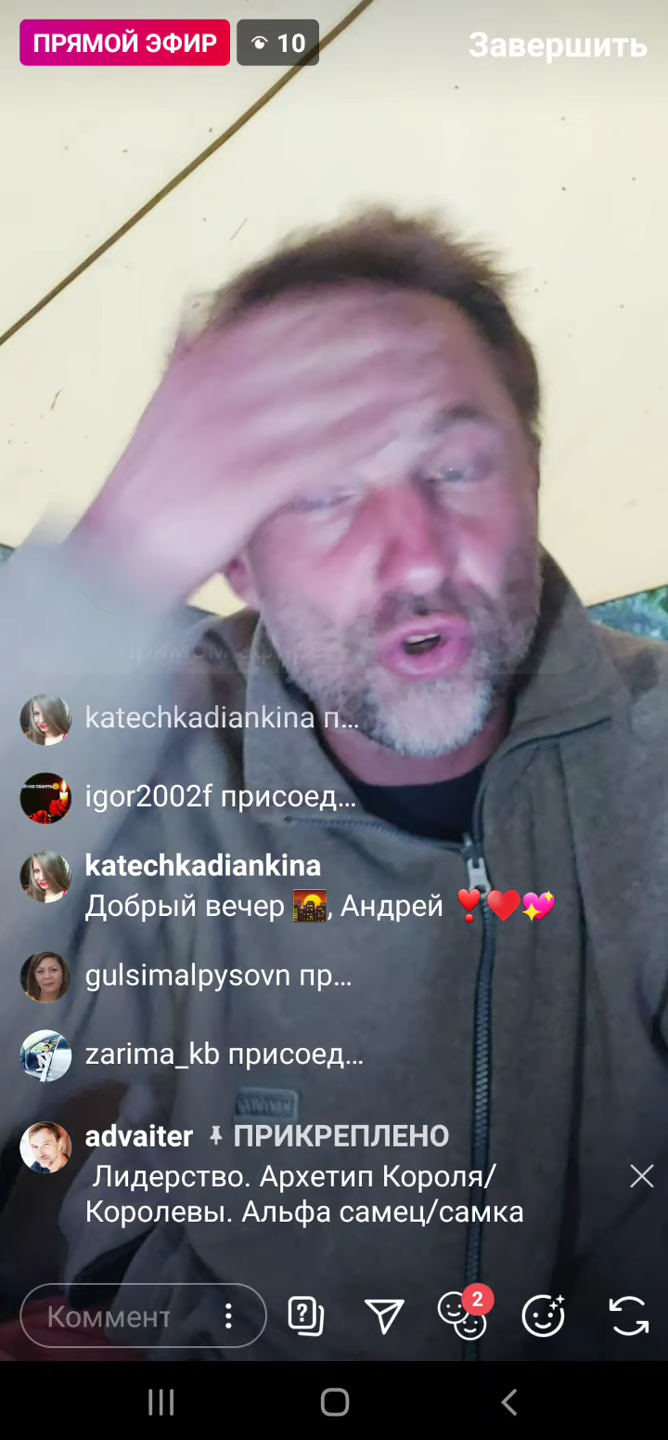 ПРЯМОЙ ЭФИР
10
Завершить
katechkadiankina п...
igor2002f присоед...
katechkadiankina
Добрый вечер 🌇, Андрей ❣️♥️💖
gulsimalpysovn пр...
zarima_kb присоед...
advaiter 📌 ПРИКРЕПЛЕНО
Лидерство. Архетип Короля/
Королевы. Альфа самец/самка
Коммент
2